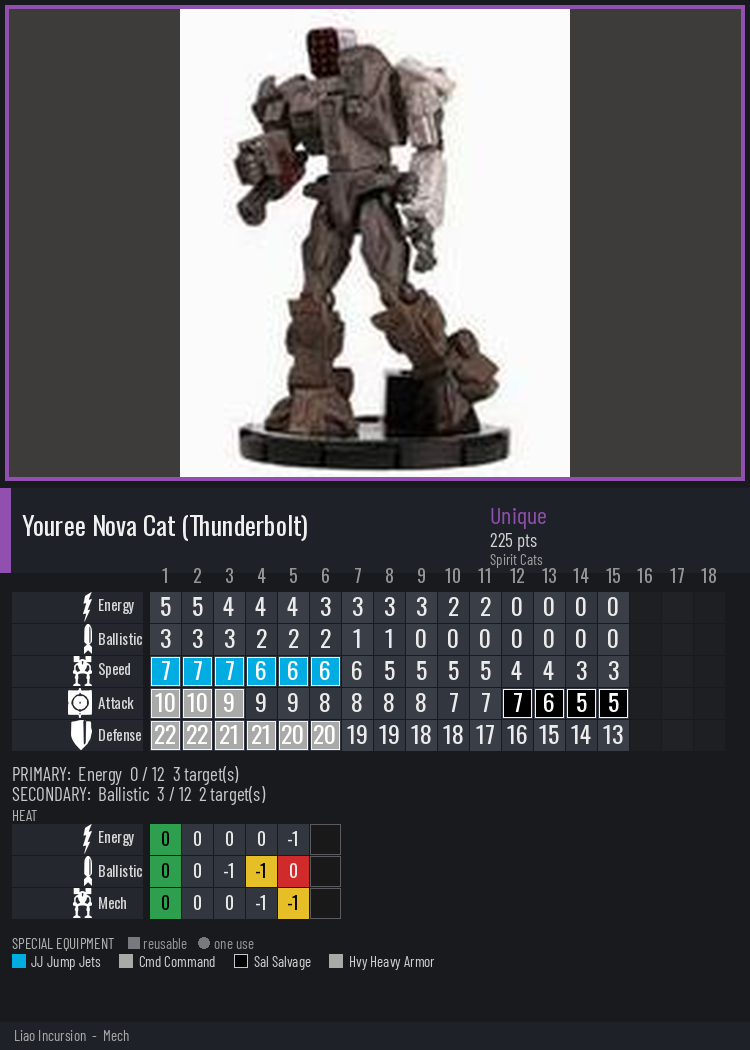 Youree Nova Cat (Thunderbolt)
Unique
225 pts
Spirit Cats
1 2 3 4 5 6 7 8 9 10 11 12 13 14 15 16 17 18
Energy 5 5 4 4 4 3 3 3 3 2 2 0 0 0 0
Ballistic 3 3 3 2 2 2 1 1 0 0 0 0 0 0 0
Speed 7 7 7 6 6 6 6 5 5 5 5 4 4 3 3
Attack 10 10 9 9 9 8 8 8 8 7 7 7 6 5 5
Defense 22 22 21 21 20 20 19 19 18 18 17 16 15 14 13
PRIMARY: Energy 0 / 12 3 target(s)
SECONDARY: Ballistic 3 / 12 2 target(s)
HEAT
Energy 0 0 0 0 -1
Ballistic 0 0 -1 -1 0
Mech 0 0 0 -1 -1
SPECIAL EQUIPMENT reusable one use
JJ Jump Jets Cmd Command Sal Salvage Hvy Heavy Armor
Liao Incursion - Mech